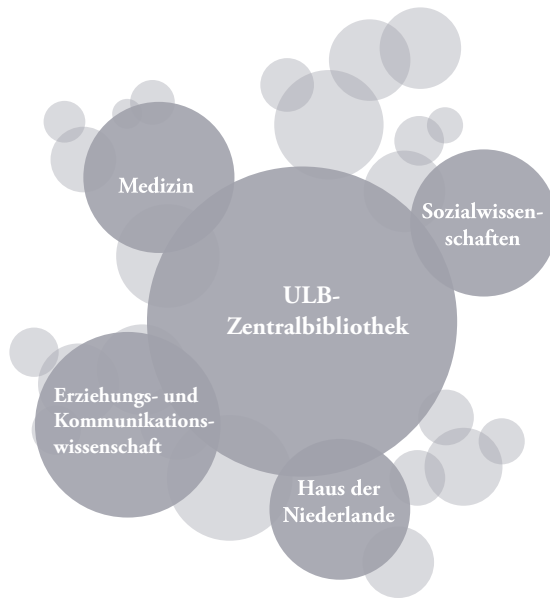 Medizin
Sozialwissen-
schaften
ULB-
Zentralbibliothek
Erziehungs- und
Kommunikations-
wissenschaft
Haus der
Niederlande